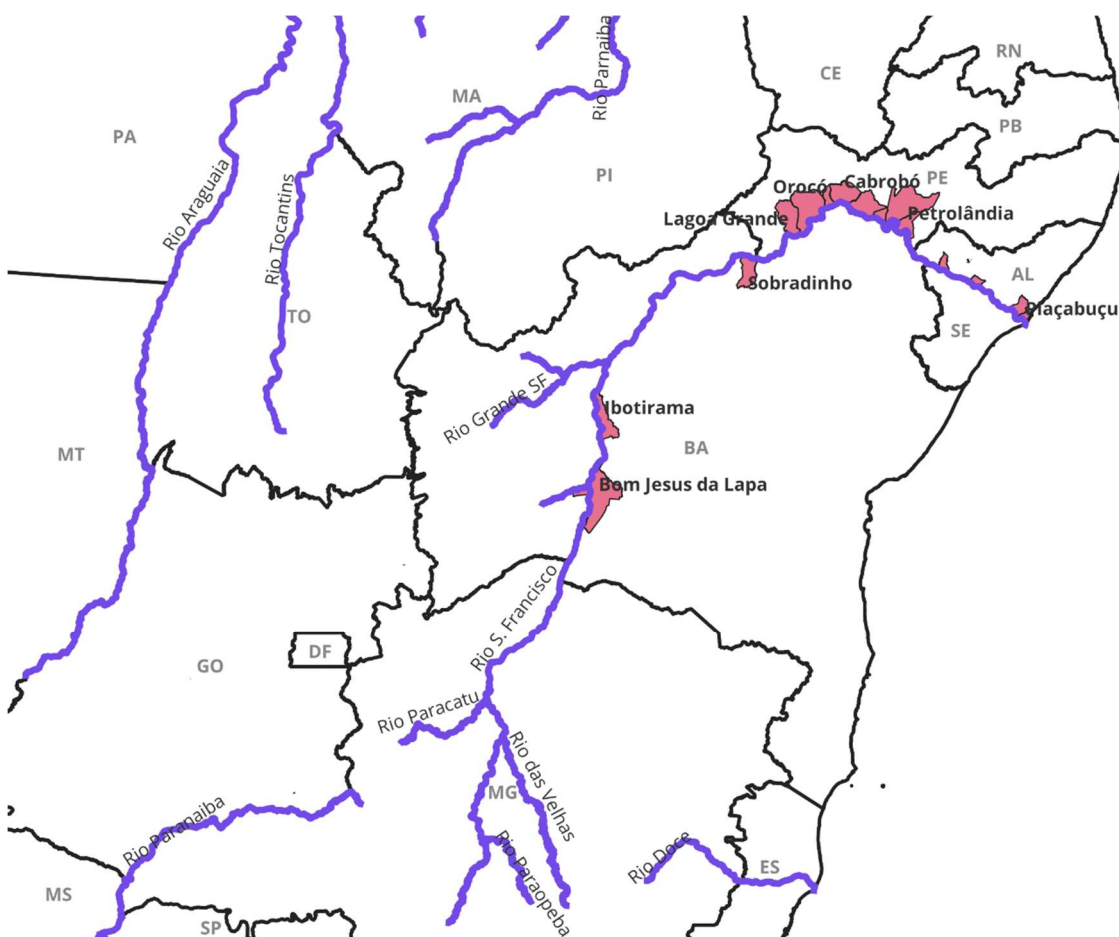 RN
CE
MA
Rio Parnaíba
PA
PB
PI
PE
Orocó
Cabrobó
Rio Araguaia
Rio Tocantins
Lagoa Grande
Petrolândia
AL
Sobradinho
Piaçabuçu
TO
SE
Rio Grande SF
Ibotirama
BA
MT
Bom Jesus da Lapa
Rio S. Francisco
DF
GO
Rio Paracatu
Rio das Velhas
MG
Rio Paranaiba
Rio Doce
Rio Paraopeba
ES
MS
SP